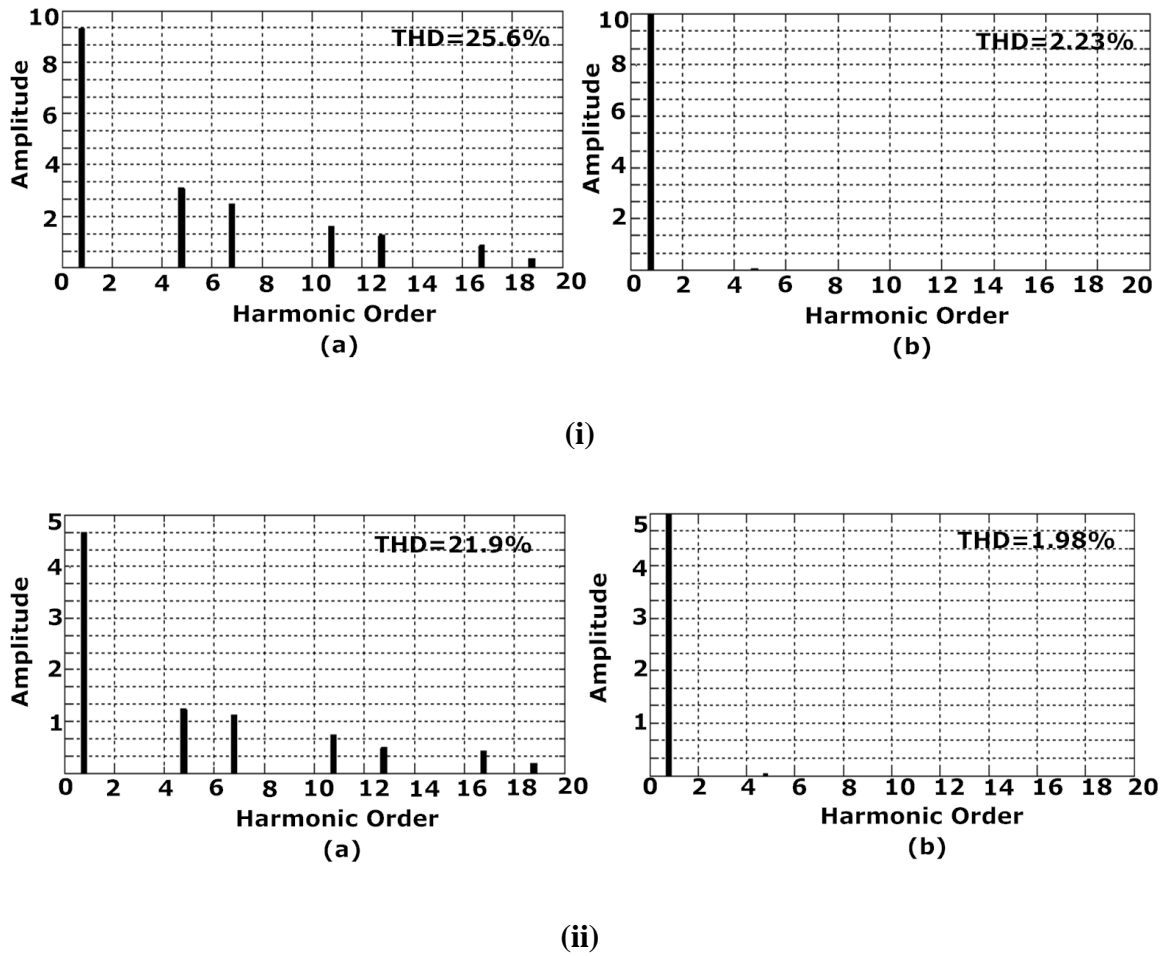 10
8
6
4
2
Amplitude
THD=25.6%
0 2 4 6 8 10 12 14 16 18 20
Harmonic Order
(a)
10
8
6
4
2
Amplitude
THD=2.23%
0 2 4 6 8 10 12 14 16 18 20
Harmonic Order
(b)
(i)
5
4
3
2
1
Amplitude
THD=21.9%
0 2 4 6 8 10 12 14 16 18 20
Harmonic Order
(a)
5
4
3
2
1
Amplitude
THD=1.98%
0 2 4 6 8 10 12 14 16 18 20
Harmonic Order
(b)
(ii)